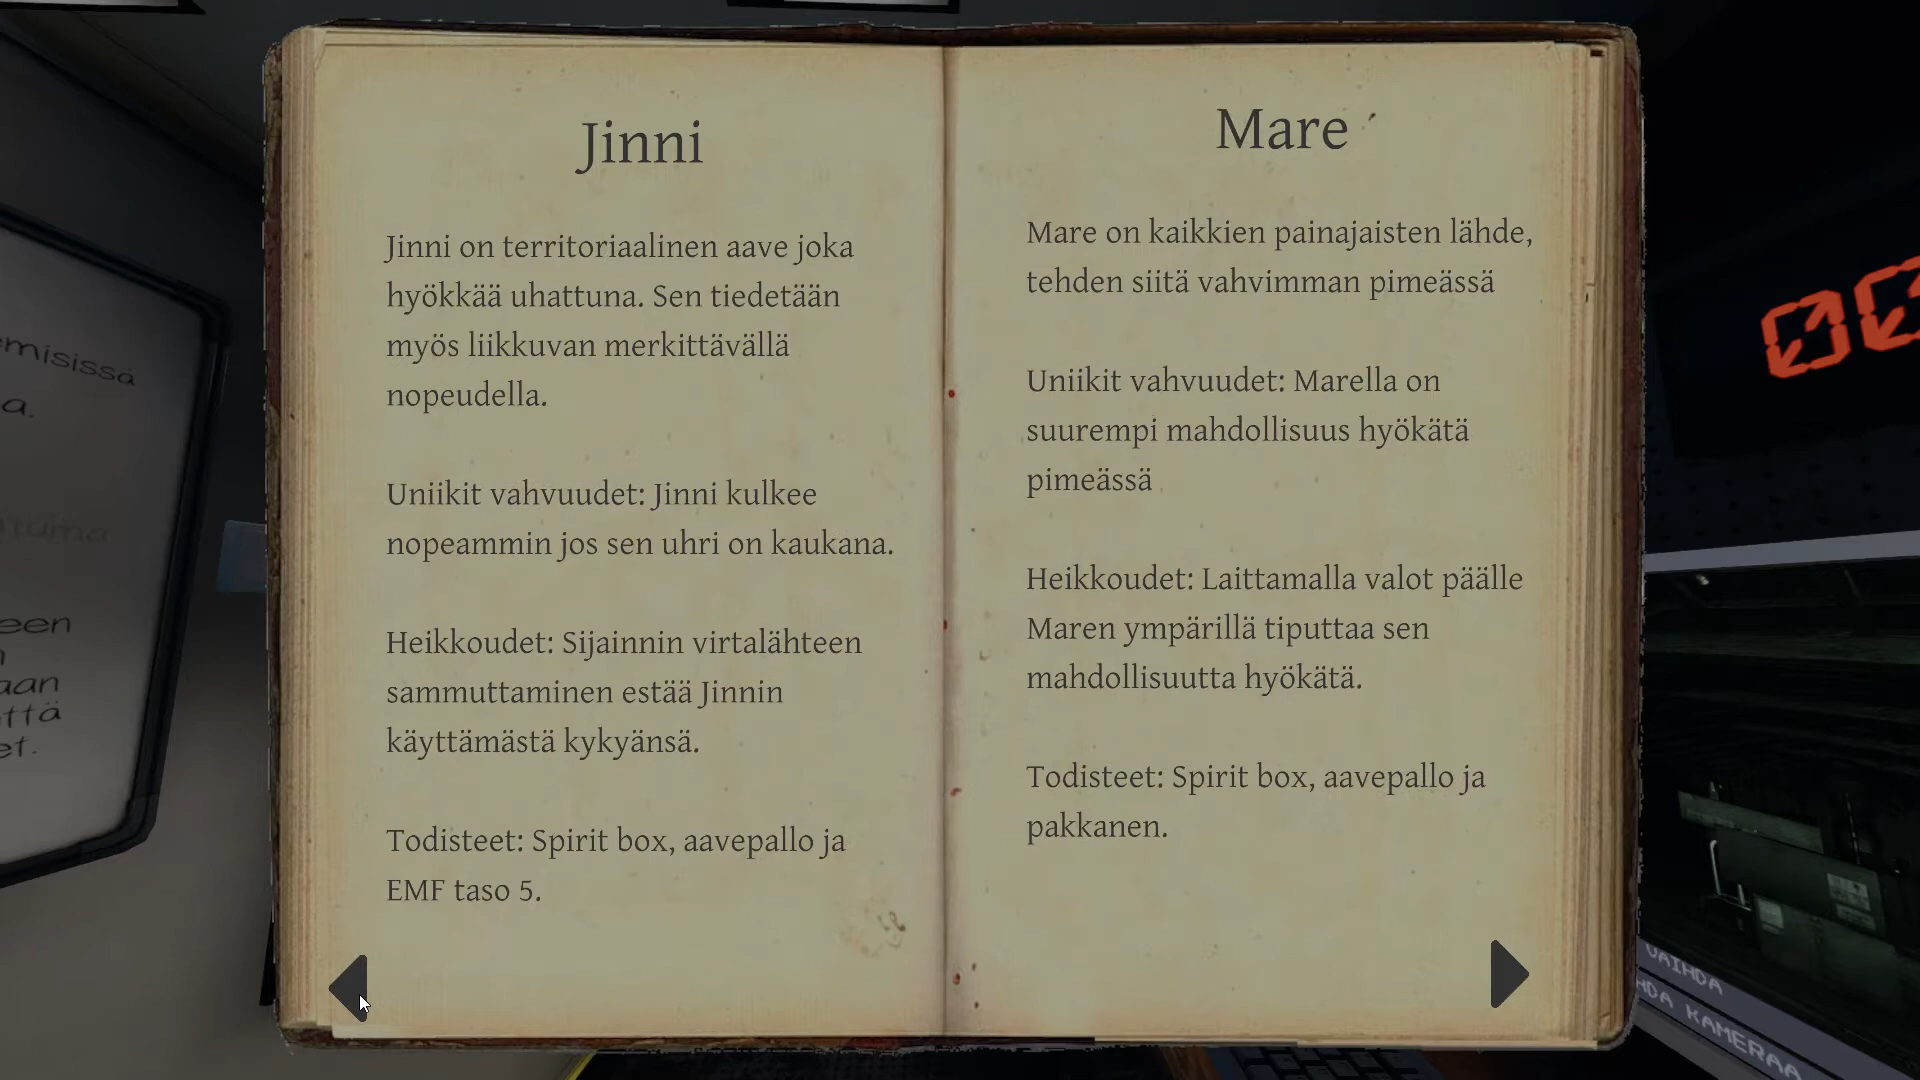 Jinni
Jinni on territoriaalinen aave joka
hyökkää uhattuna. Sen tiedetään
myös liikkuvan merkittävällä
nopeudella.
Uniikit vahvuudet: Jinni kulkee
nopeammin jos sen uhri on kaukana.
Heikkoudet: Sijainnin virtalähteen
sammuttaminen estää Jinnin
käyttämästä kykyänsä.
Todisteet: Spirit box, aavepallo ja
EMF taso 5.
Mare
Mare on kaikkien painajaisten lähde,
tehden siitä vahvimman pimeässä
Uniikit vahvuudet: Marella on
suurempi mahdollisuus hyökätä
pimeässä
Heikkoudet: Laittamalla valot päälle
Maren ympärillä tiputtaa sen
mahdollisuutta hyökätä.
Todisteet: Spirit box, aavepallo ja
pakkanen.
VAIHDA
KAMERAA